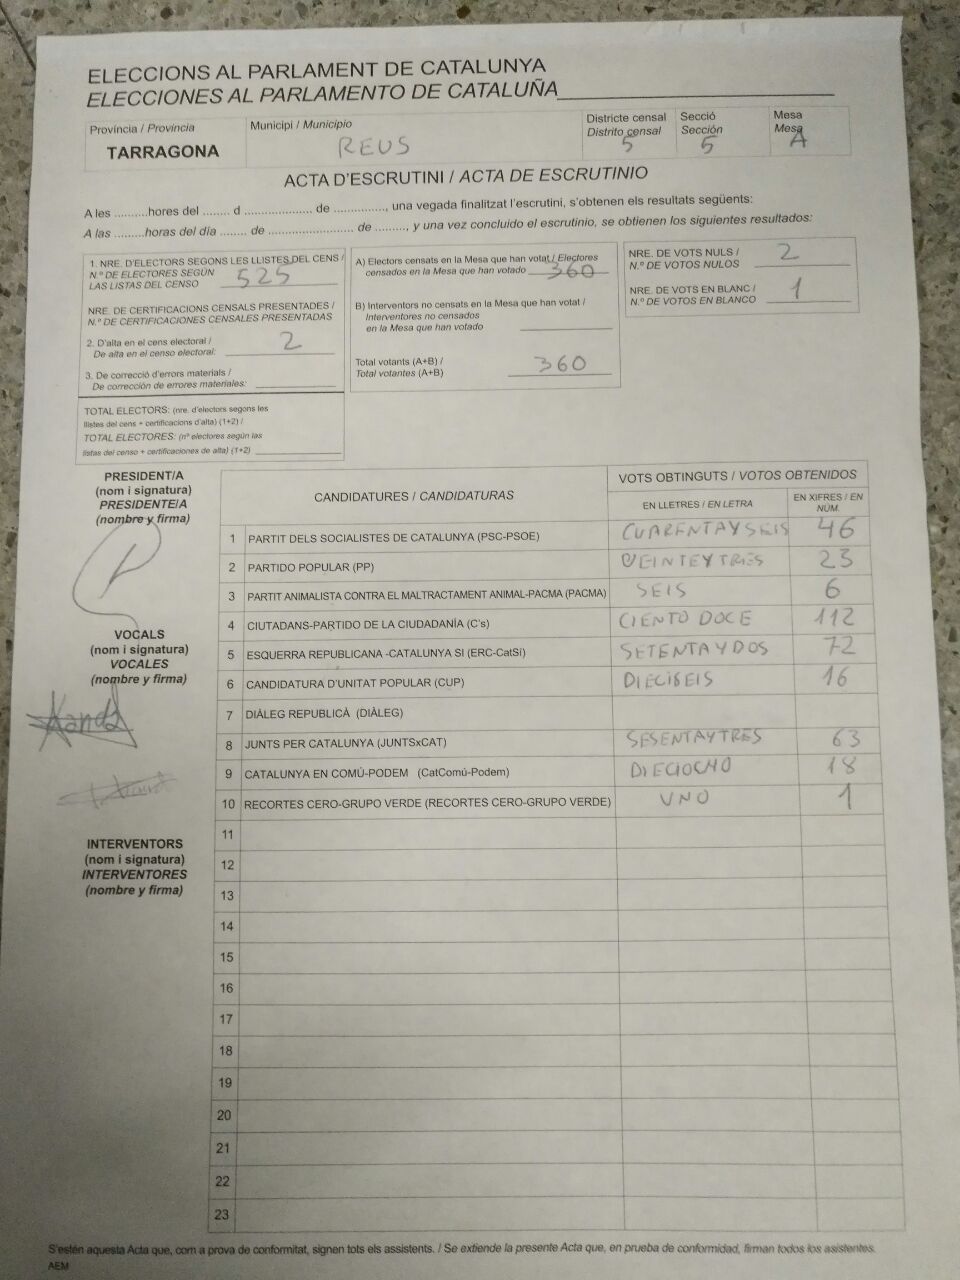 ELECCIONS AL PARLAMENT DE CATALUNYA
ELECCIONES AL PARLAMENTO DE CATALUÑA
Província / Provincia
TARRAGONA
Municipi / Municipio
REUS
Districte censal
Distrito censal
5
Secció
Sección
5
Mesa
Mesa
A
ACTA D'ESCRUTINI / ACTA DE ESCRUTINIO
A les ..........hores del ........ d ..................... de ..............., una vegada finalitzat l'escrutini, s'obtenen els resultats següents:
A las .........horas del día ........ de .......................... de ........, y una vez concluido el escrutinio, se obtienen los siguientes resultados:
1. NRE. D'ELECTORS SEGONS LES LLISTES DEL CENS /
N.º DE ELECTORES SEGÚN
LAS LISTAS DEL CENSO 525
NRE. DE CERTIFICACIONS CENSALS PRESENTADES /
N.º DE CERTIFICACIONES CENSALES PRESENTADAS
2. D'alta en el cens electoral /
De alta en el censo electoral: 2
3. De correcció d'errors materials /
De corrección de errores materiales:
TOTAL ELECTORS: (nre. d'electors segons les
llistes del cens + certificacions d'alta) (1+2) /
TOTAL ELECTORES: (nº electores según las
listas del censo + certificaciones de alta) (1+2)
A) Electors censats en la Mesa que han votat / Electores
censados en la Mesa que han votado 360
B) Interventors no censats en la Mesa que han votat /
Interventores no censados
en la Mesa que han votado
Total votants (A+B) /
Total votantes (A+B) 360
NRE. DE VOTS NULS /
N.º DE VOTOS NULOS 2
NRE. DE VOTS EN BLANC /
N.º DE VOTOS EN BLANCO 1
PRESIDENT/A
(nom i signatura)
PRESIDENTE/A
(nombre y firma)
VOCALS
(nom i signatura)
VOCALES
(nombre y firma)
INTERVENTORS
(nom i signatura)
INTERVENTORES
(nombre y firma)
CANDIDATURES / CANDIDATURAS
VOTS OBTINGUTS / VOTOS OBTENIDOS
EN LLETRES / EN LETRA
EN XIFRES / EN NÚM.
1 PARTIT DELS SOCIALISTES DE CATALUNYA (PSC-PSOE) CUARENTAYSEIS 46
2 PARTIDO POPULAR (PP) VEINTEYTRES 23
3 PARTIT ANIMALISTA CONTRA EL MALTRACTAMENT ANIMAL-PACMA (PACMA) SEIS 6
4 CIUTADANS-PARTIDO DE LA CIUDADANÍA (C's) CIENTO DOCE 112
5 ESQUERRA REPUBLICANA -CATALUNYA SI (ERC-CatSí) SETENTAYDOS 72
6 CANDIDATURA D'UNITAT POPULAR (CUP) DIECISEIS 16
7 DIÀLEG REPUBLICÀ (DIÀLEG)
8 JUNTS PER CATALUNYA (JUNTSxCAT) SESENTAYTRES 63
9 CATALUNYA EN COMÚ-PODEM (CatComú-Podem) DIECIOCHO 18
10 RECORTES CERO-GRUPO VERDE (RECORTES CERO-GRUPO VERDE) UNO 1
11
12
13
14
15
16
17
18
19
20
21
22
23
S'estén aquesta Acta que, com a prova de conformitat, signen tots els assistents. / Se extiende la presente Acta que, en prueba de conformidad, firman todos los asistentes.
AEM